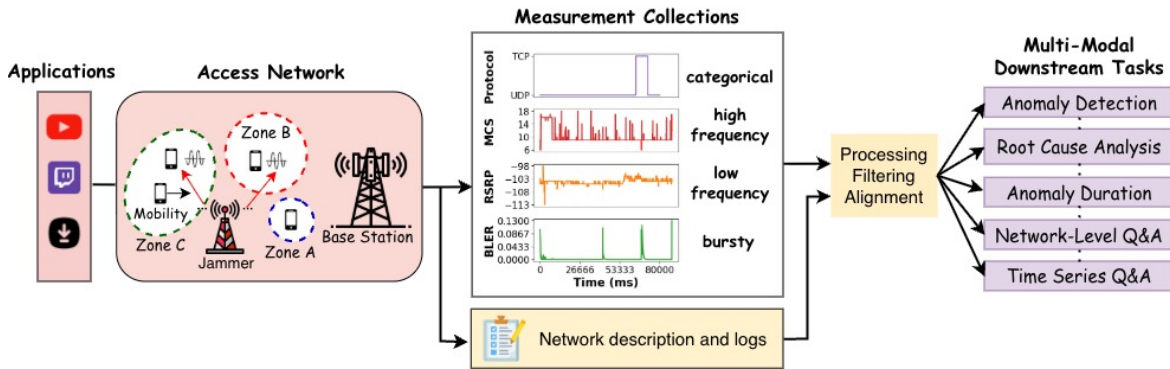 Applications
Access Network
Zone B
Mobility
Zone C
Jammer
Zone A
Base Station
Measurement Collections
Protocol
TCP
UDP
categorical
MCS
18
14
10
6
high
frequency
RSRP
−98
−103
−108
−113
low
frequency
BLER
0.1300
0.0867
0.0433
0.0000
bursty
0
26666
53333
80000
Time (ms)
Network description and logs
Processing
Filtering
Alignment
Multi-Modal
Downstream Tasks
Anomaly Detection
Root Cause Analysis
Anomaly Duration
Network-Level Q&A
Time Series Q&A